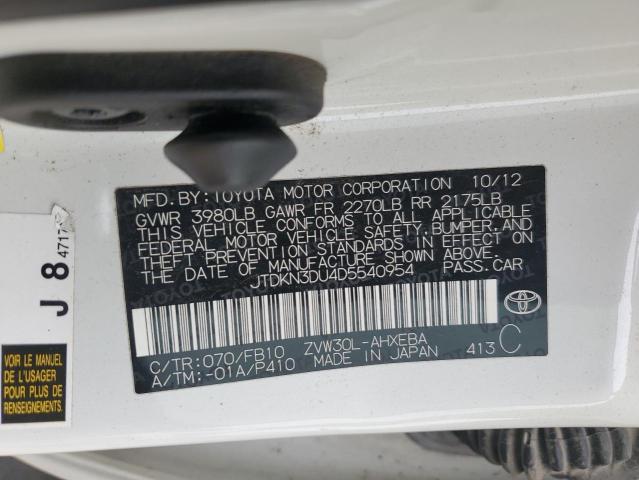 MFD. BY: TOYOTA MOTOR CORPORATION 10/12
GVWR 3980LB GAWR FR 2270LB RR 2175LB
THIS VEHICLE CONFORMS TO ALL APPLICABLE
FEDERAL MOTOR VEHICLE SAFETY, BUMPER, AND
THEFT PREVENTION STANDARDS IN EFFECT ON
THE DATE OF MANUFACTURE SHOWN ABOVE.
JTDKN3DU4D5540954 PASS. CAR
C/TR: 070/FB10 ZVW30L-AHXEBA
A/TM: -01A/P410 MADE IN JAPAN 413 C
J 8 4717
VOIR LE MANUEL
DE L'USAGER
POUR PLUS DE
RENSEIGNEMENTS.